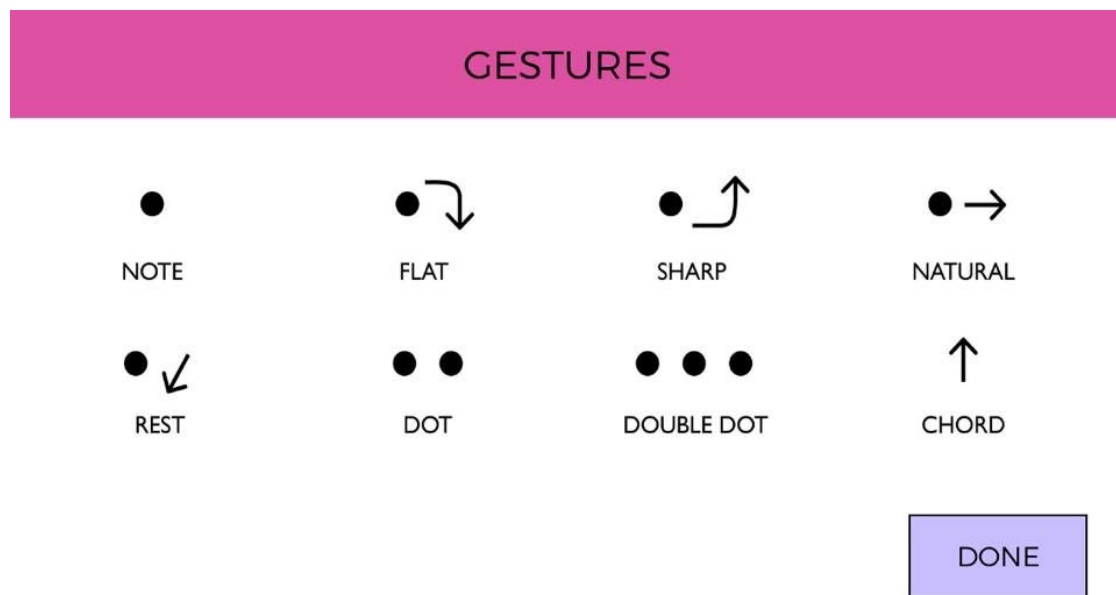 GESTURES
NOTE FLAT SHARP NATURAL
REST DOT DOUBLE DOT CHORD
DONE